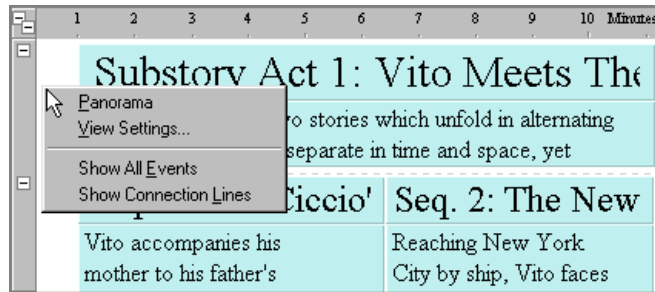 1 2 3 4 5 6 7 8 9 10 Minutes
Substory Act 1: Vito Meets The
Panorama
View Settings...
Show All Events
Show Connection Lines
stories which unfold in alternating
separate in time and space, yet
Ciccio' Seq. 2: The New
Vito accompanies his
mother to his father's
Reaching New York
City by ship, Vito faces